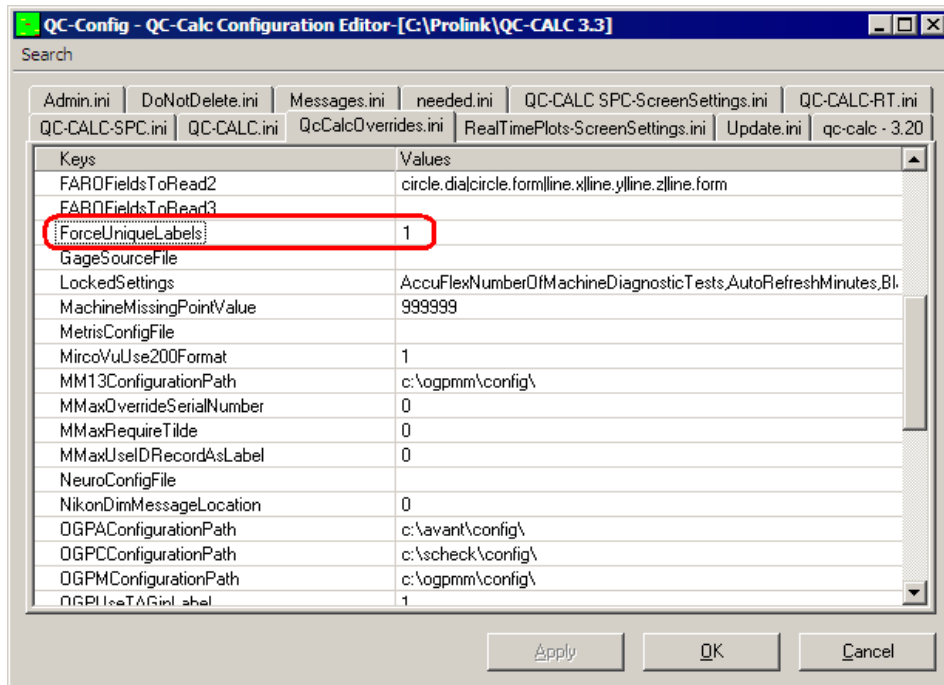 QC-Config - QC-Calc Configuration Editor-[C:\Prolink\QC-CALC 3.3]
Search
Admin.ini DoNotDelete.ini Messages.ini needed.ini QC-CALC SPC-ScreenSettings.ini QC-CALC-RT.ini
QC-CALC-SPC.ini QC-CALC.ini QcCalcOverrides.ini RealTimePlots-ScreenSettings.ini Update.ini qc-calc - 3.20
Keys Values
FAROFieldsToRead2 circle.dia|circle.form|line.x|line.y|line.z|line.form
FAROFieldsToRead3
ForceUniqueLabels 1
GageSourceFile
LockedSettings AccuFlexNumberOfMachineDiagnosticTests,AutoRefreshMinutes,Bl
MachineMissingPointValue 999999
MetrisConfigFile
MircoVuUse200Format 1
MM13ConfigurationPath c:\ogpmm\config\
MMaxOverrideSerialNumber 0
MMaxRequireTilde 0
MMaxUseIDRecordAsLabel 0
NeuroConfigFile
NikonDimMessageLocation 0
OGPAConfigurationPath c:\avant\config\
OGPCConfigurationPath c:\scheck\config\
OGPMConfigurationPath c:\ogpmm\config\
OGPUseTAGinLabel 1
Apply OK Cancel